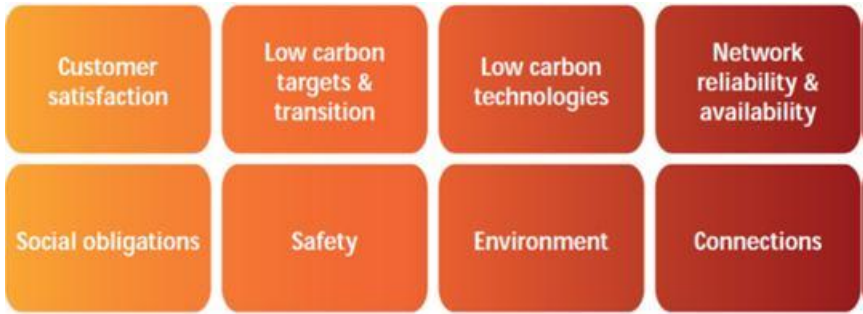 Customer
satisfaction
Low carbon
targets &
transition
Low carbon
technologies
Network
reliability &
availability
Social obligations
Safety
Environment
Connections